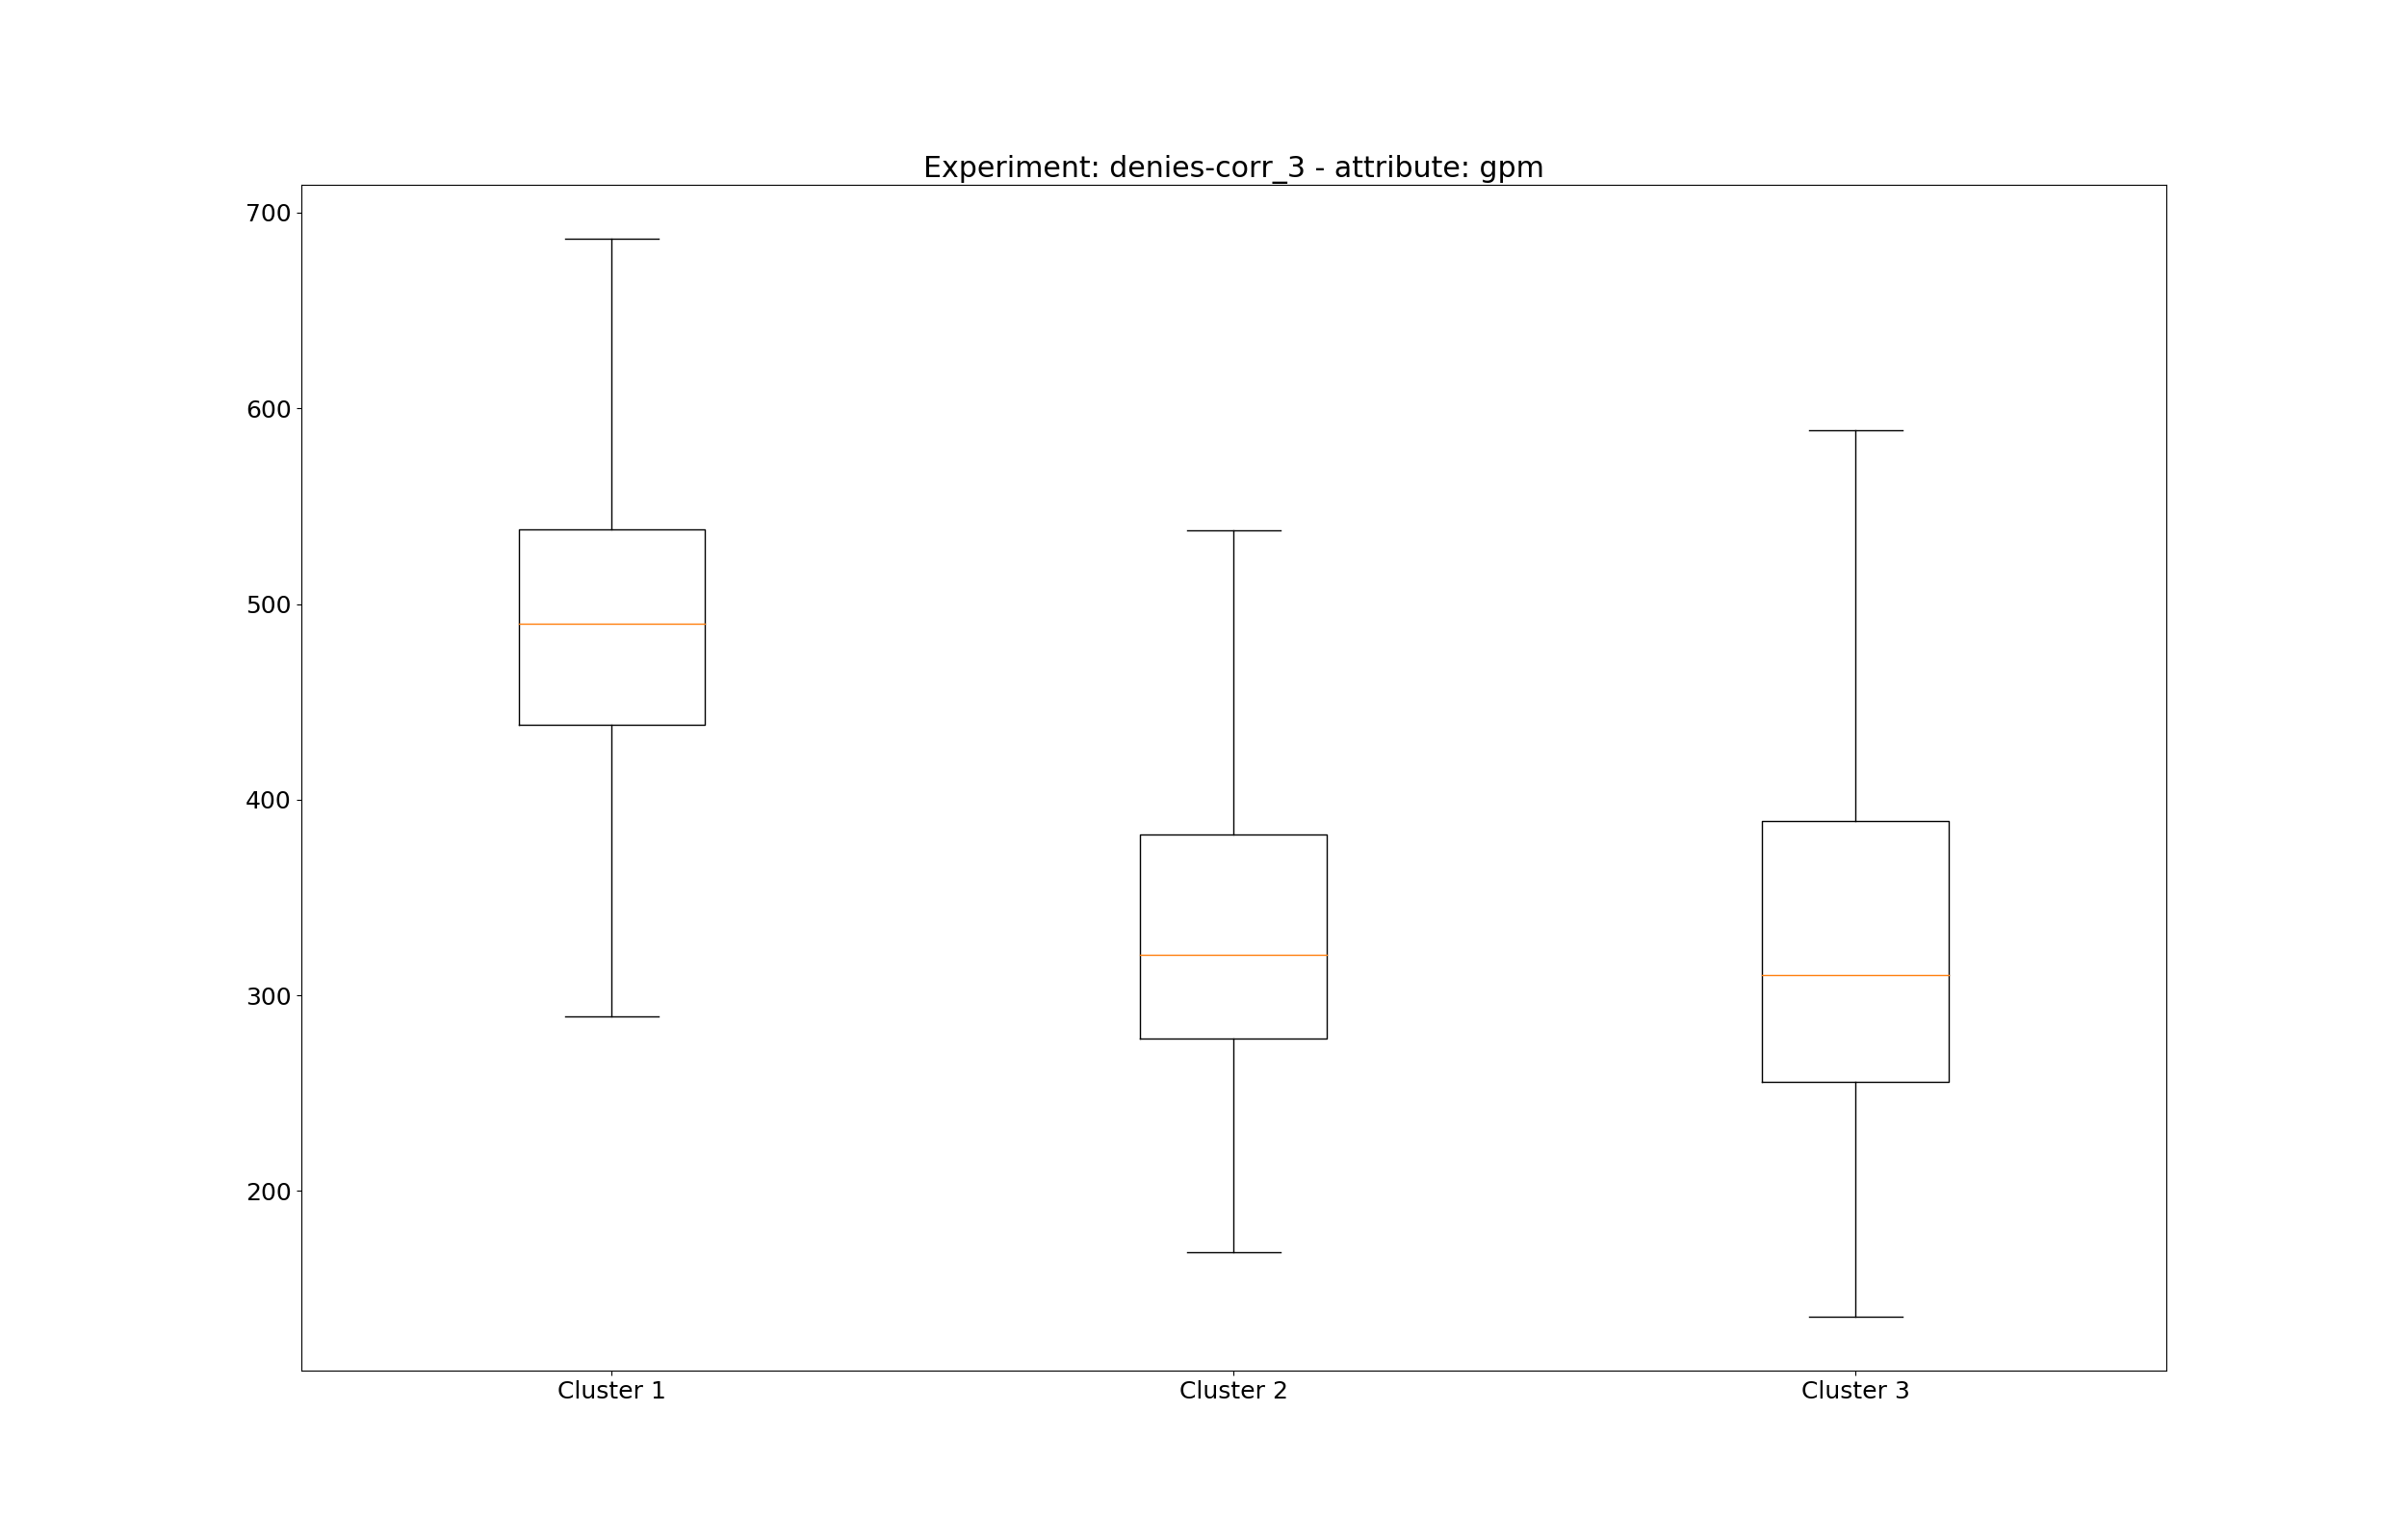 Experiment: denies-corr_3 - attribute: gpm
700
600
500
400
300
200
Cluster 1
Cluster 2
Cluster 3